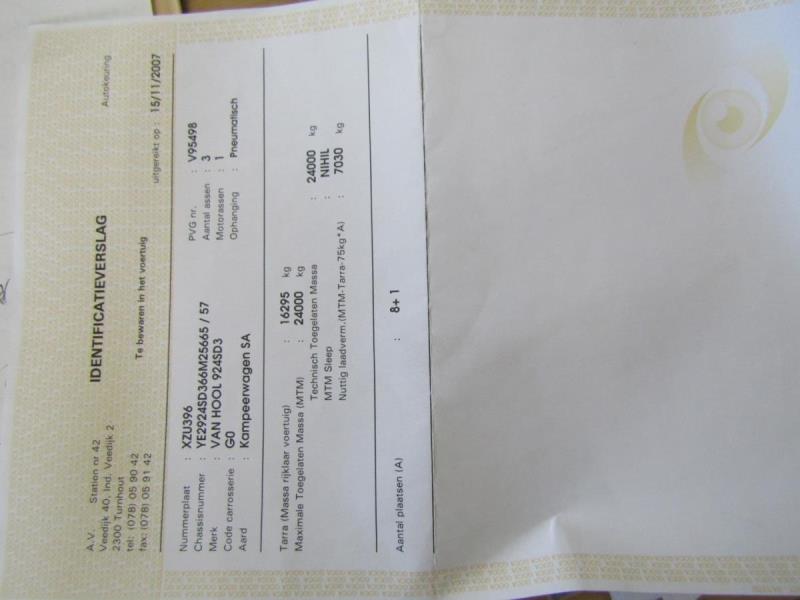 A.V. Station nr 42 Autokeuring
Veedijk 40, Ind. Veedijk 2
2300 Turnhout
tel: (078) 05 90 42
fax: (078) 05 91 42
IDENTIFICATIEVERSLAG
Te bewaren in het voertuig
uitgereikt op : 15/11/2007
Nummerplaat : XZU396 PVG nr. : V95498
Chassisnummer : YE2924SD366M25665 / 57 Aantal assen : 3
Merk : VAN HOOL 924SD3 Motorassen : 1
Code carrosserie : G0 Ophanging : Pneumatisch
Aard : Kampeerwagen SA
Tarra (Massa rijklaar voertuig) : 16295 kg
Maximale Toegelaten Massa (MTM) : 24000 kg
Technisch Toegelaten Massa : 24000 kg
MTM Sleep : NIHIL
Nuttig laadverm.(MTM-Tarra-75kg*A) : 7030 kg
Aantal plaatsen (A) : 8+1